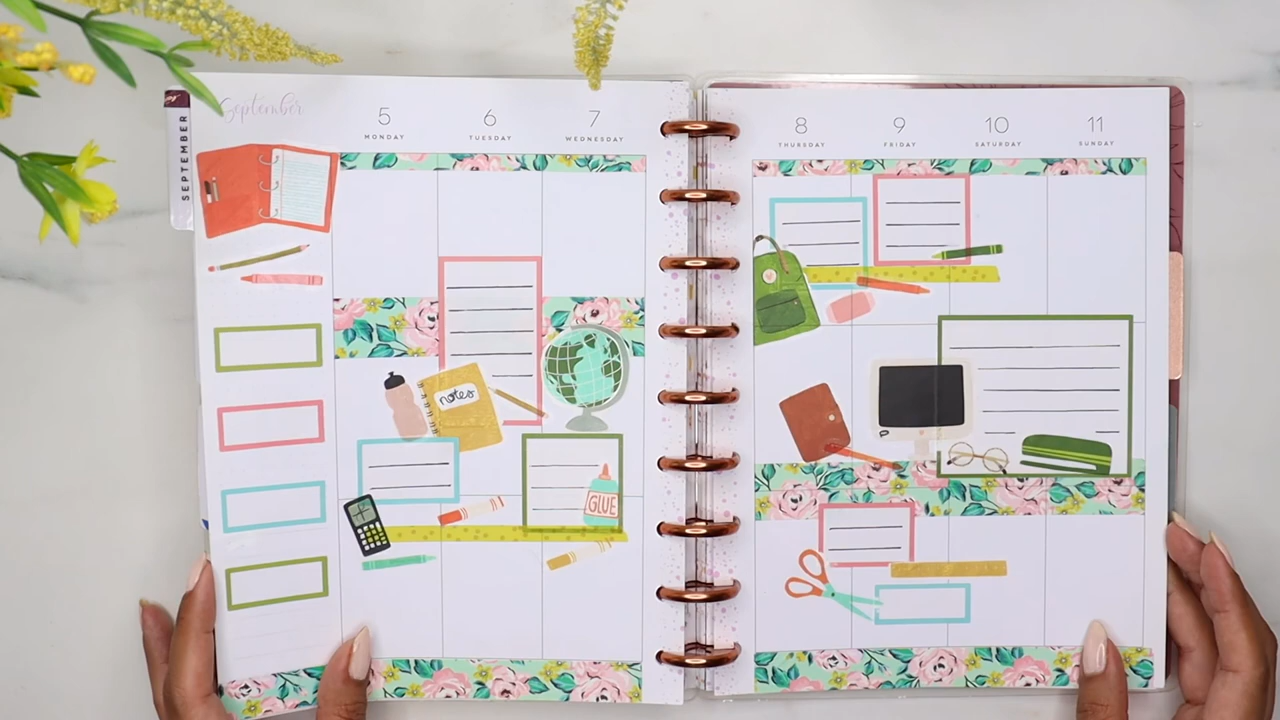 September
SEPTEMBER
5
MONDAY
6
TUESDAY
7
WEDNESDAY
8
THURSDAY
9
FRIDAY
10
SATURDAY
11
SUNDAY
notes
GLUE